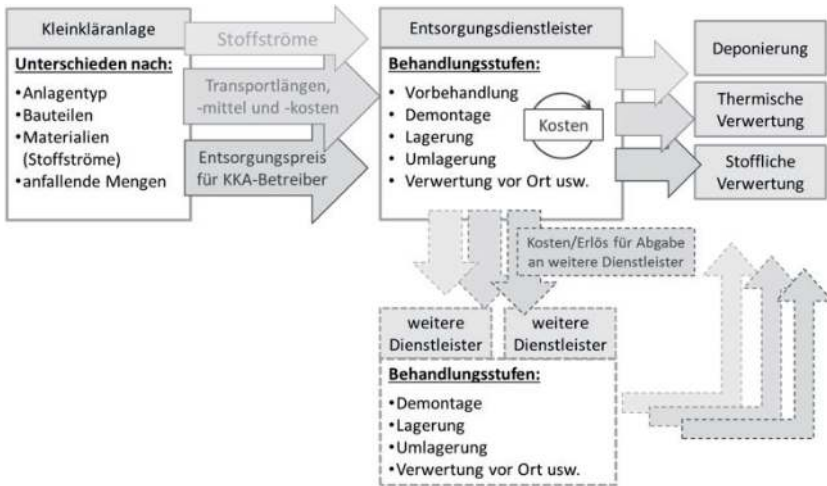 Kleinkläranlage
Unterschieden nach:
•Anlagentyp
•Bauteilen
•Materialien
(Stoffströme)
•anfallende Mengen
Stoffströme
Transportlängen,
-mittel und -kosten
Entsorgungspreis
für KKA-Betreiber
Entsorgungsdienstleister
Behandlungsstufen:
• Vorbehandlung
• Demontage
• Lagerung
• Umlagerung
• Verwertung vor Ort usw.
Kosten
Deponierung
Thermische
Verwertung
Stoffliche
Verwertung
Kosten/Erlös für Abgabe
an weitere Dienstleister
weitere
Dienstleister
weitere
Dienstleister
Behandlungsstufen:
•Demontage
•Lagerung
•Umlagerung
•Verwertung vor Ort usw.